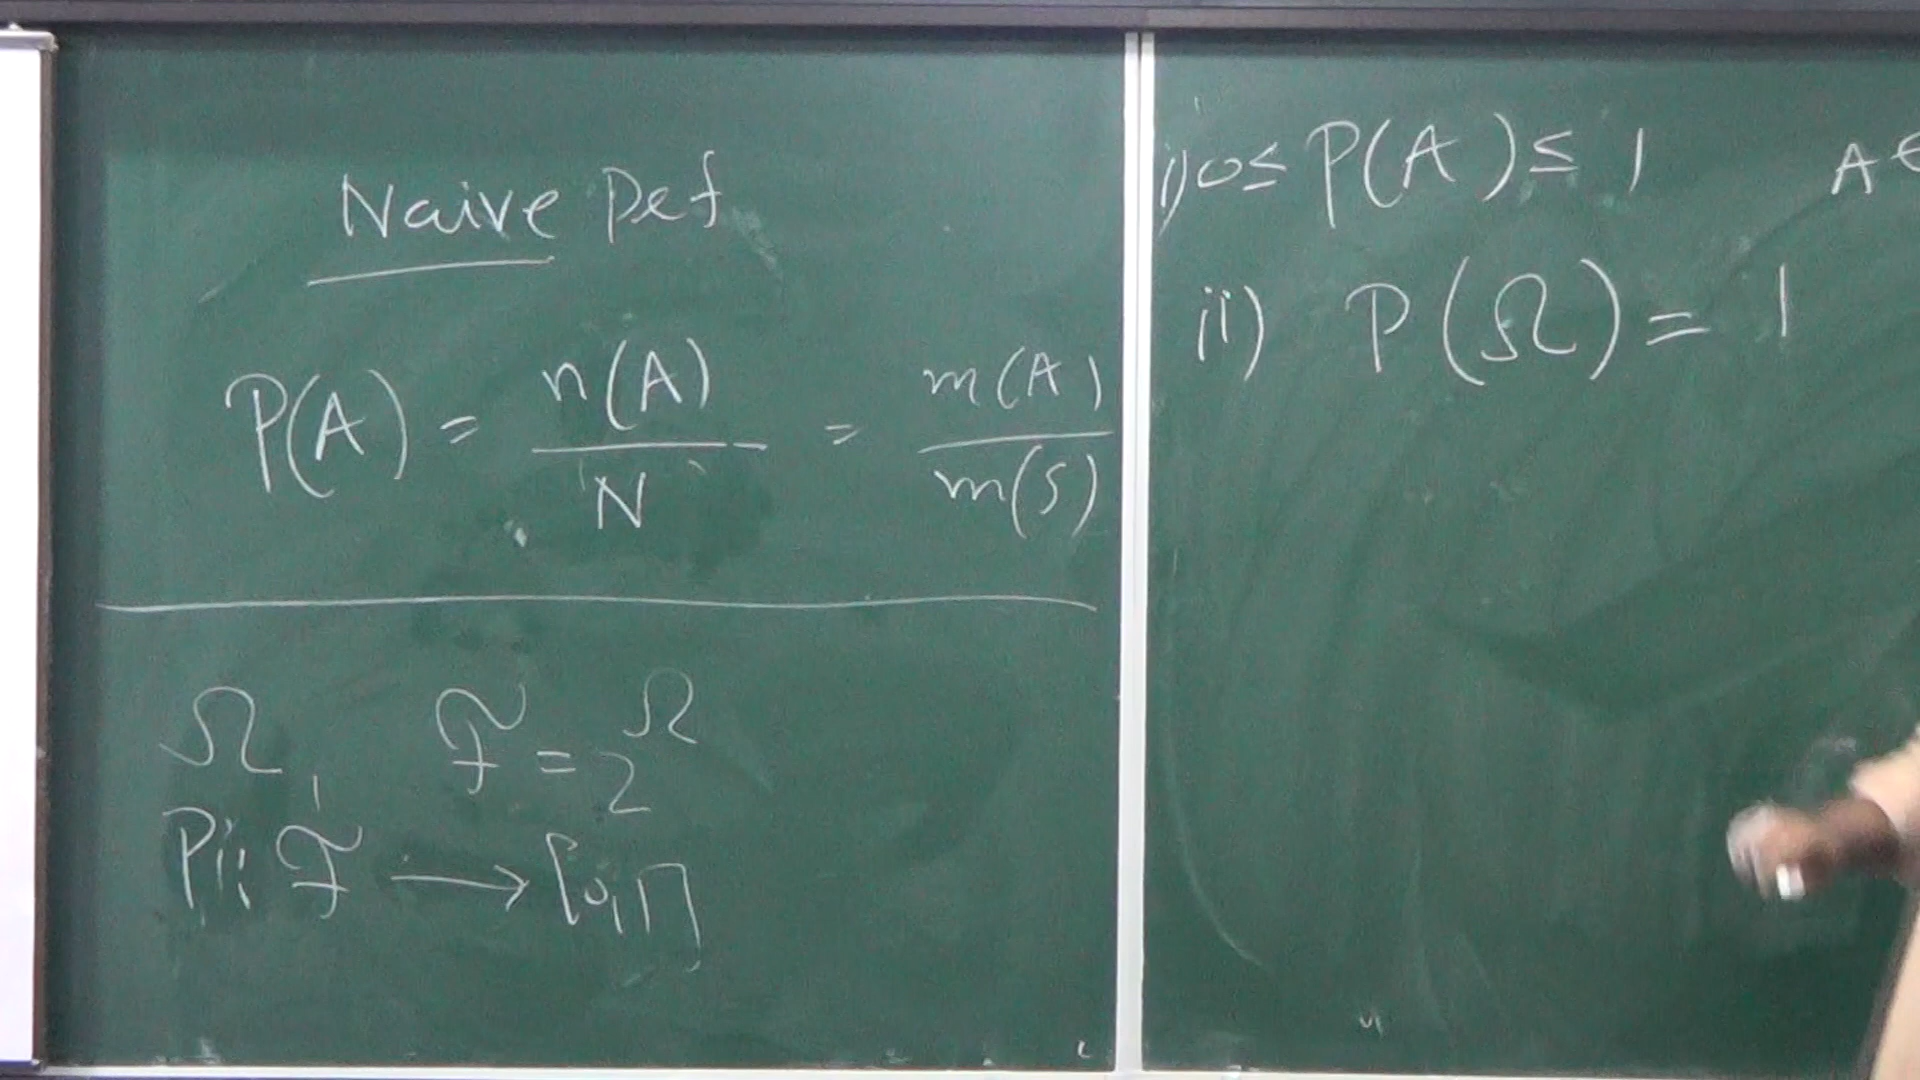 Naive Def
P(A) = n(A) / N = m(A) / m(S)
Ω, ℱ = 2^Ω
P: ℱ → [0,1]
i) 0 ≤ P(A) ≤ 1 A ∈
ii) P(Ω) = 1